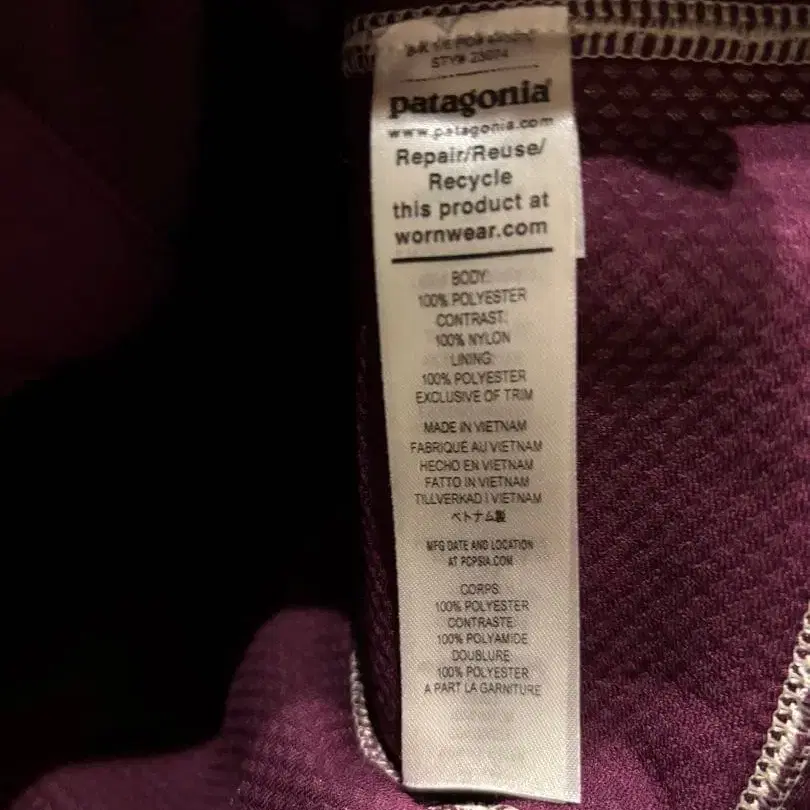 STY# 23074
patagonia®
www.patagonia.com
Repair/Reuse/
Recycle
this product at
wornwear.com
BODY:
100% POLYESTER
CONTRAST:
100% NYLON
LINING:
100% POLYESTER
EXCLUSIVE OF TRIM
MADE IN VIETNAM
FABRIQUÉ AU VIETNAM
HECHO EN VIETNAM
FATTO IN VIETNAM
TILLVERKAD I VIETNAM
ベトナム製
MFG DATE AND LOCATION
AT PCPSIA.COM
CORPS:
100% POLYESTER
CONTRASTE:
100% POLYAMIDE
DOUBLURE:
100% POLYESTER
A PART LA GARNITURE